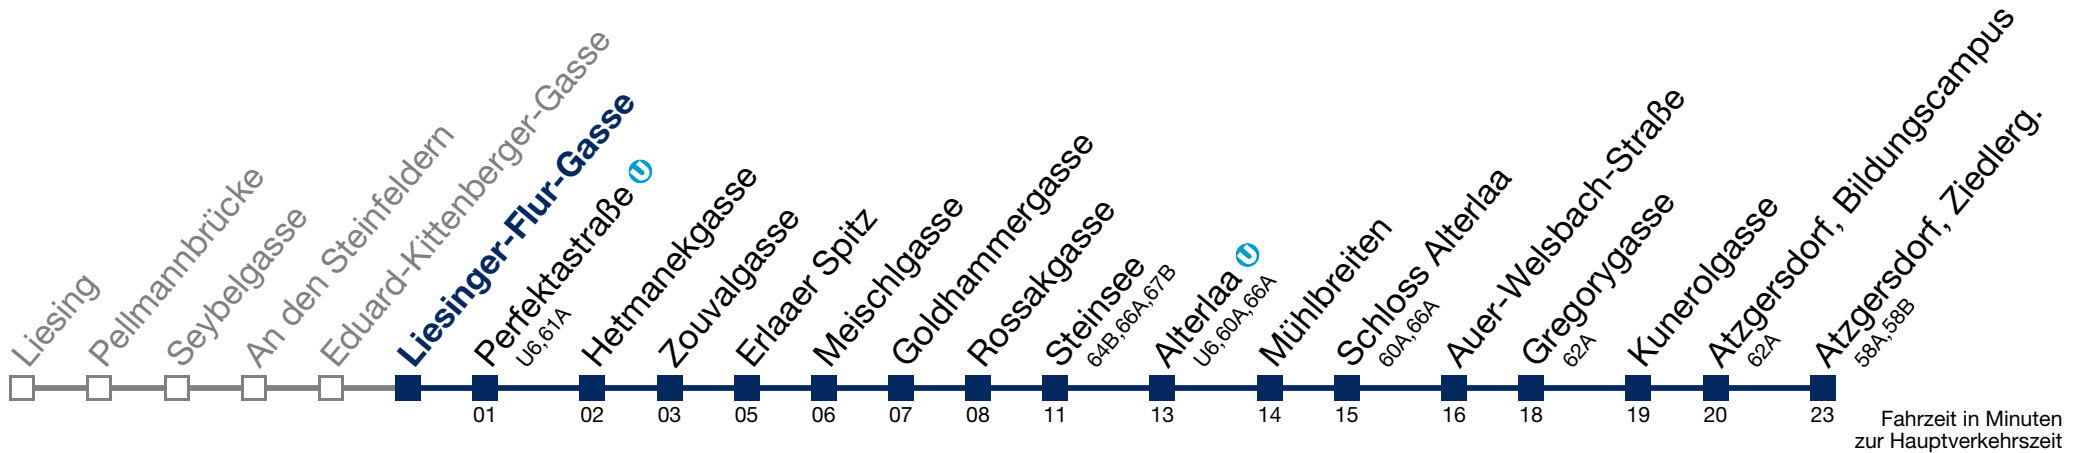 Liesing
Pellmannbrücke
Seybelgasse
An den Steinfeldern
Eduard-Kittenberger-Gasse
Liesinger-Flur-Gasse
Perfektastraße U
U6,61A
Hetmanekgasse
Zouvalgasse
Erlaaer Spitz
Meischlgasse
Goldhammergasse
Rossakgasse
Steinsee
64B,66A,67B
Alterlaa U
U6,60A,66A
Mühlbreiten
Schloss Alterlaa
60A,66A
Auer-Welsbach-Straße
Gregorygasse
62A
Kunerolgasse
Atzgersdorf, Bildungscampus
62A
Atzgersdorf, Ziedlerg.
58A,58B
01 02 03 05 06 07 08 11 13 14 15 16 18 19 20 23
Fahrzeit in Minuten
zur Hauptverkehrszeit